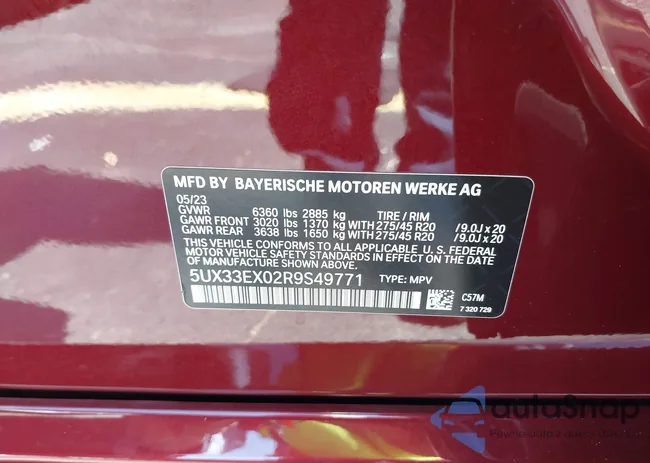 MFD BY BAYERISCHE MOTOREN WERKE AG
05/23
GVWR 6360 lbs 2885 kg TIRE / RIM
GAWR FRONT 3020 lbs 1370 kg WITH 275/45 R20 / 9.0J x 20
GAWR REAR 3638 lbs 1650 kg WITH 275/45 R20 / 9.0J x 20
THIS VEHICLE CONFORMS TO ALL APPLICABLE U. S. FEDERAL
MOTOR VEHICLE SAFETY STANDARDS IN EFFECT ON THE DATE
OF MANUFACTURE SHOWN ABOVE.
5UX33EX02R9S49771 TYPE: MPV
C57M
7 320 729
autoSnap